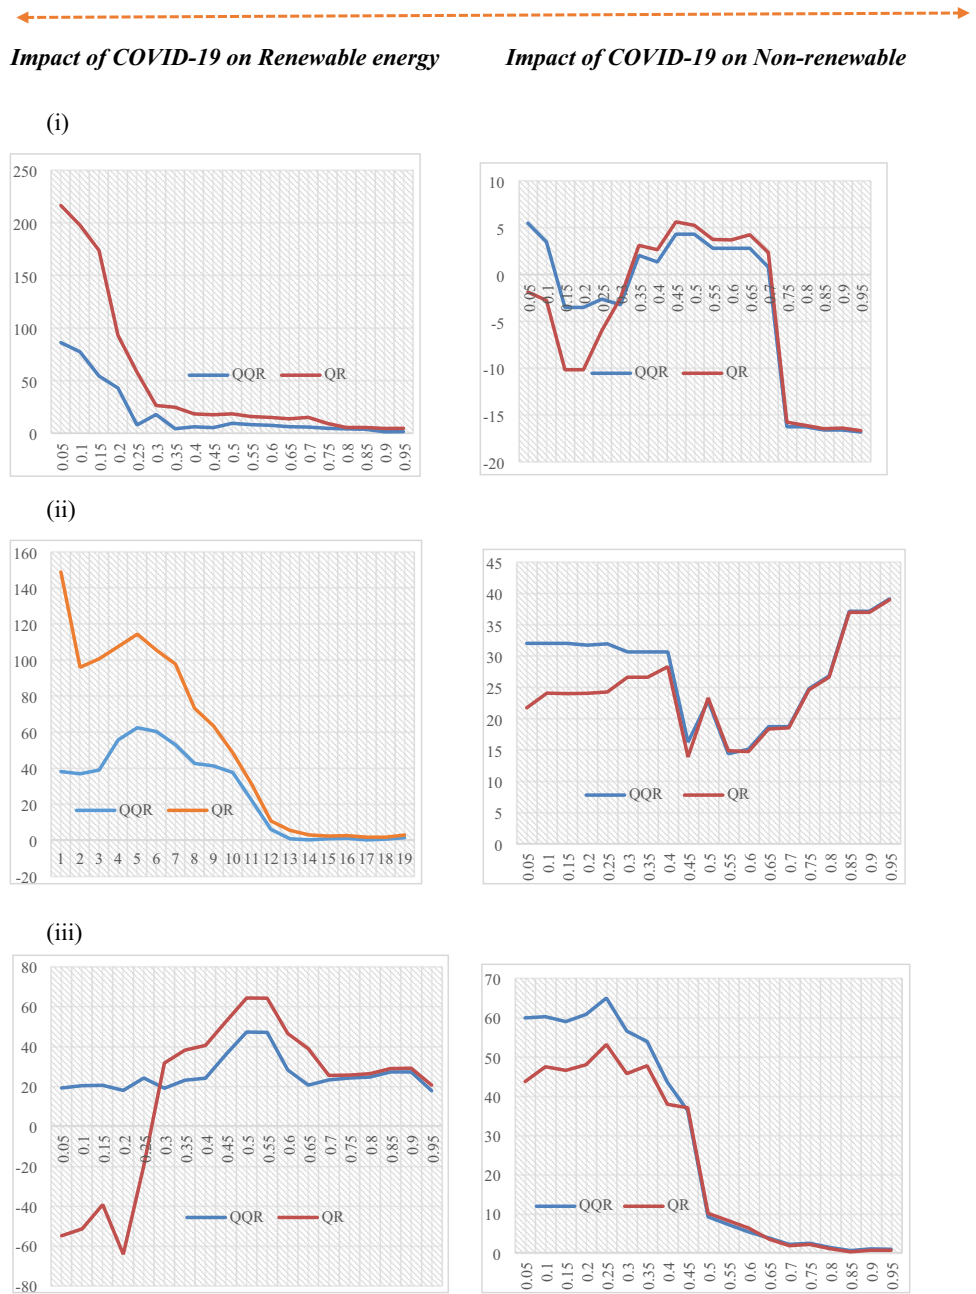 Impact of COVID-19 on Renewable energy
Impact of COVID-19 on Non-renewable
(i)
250
200
150
100
50
0
QQR QR
0.05 0.1 0.15 0.2 0.25 0.3 0.35 0.4 0.45 0.5 0.55 0.6 0.65 0.7 0.75 0.8 0.85 0.9 0.95
10
5
0
-5
-10
-15
-20
0.05 0.1 0.15 0.2 0.25 0.3 0.35 0.4 0.45 0.5 0.55 0.6 0.65 0.7 0.75 0.8 0.85 0.9 0.95
QQR QR
(ii)
160
140
120
100
80
60
40
20
0
-20
QQR QR
1 2 3 4 5 6 7 8 9 10 11 12 13 14 15 16 17 18 19
45
40
35
30
25
20
15
10
5
0
QQR QR
0.05 0.1 0.15 0.2 0.25 0.3 0.35 0.4 0.45 0.5 0.55 0.6 0.65 0.7 0.75 0.8 0.85 0.9 0.95
(iii)
80
60
40
20
0
-20
-40
-60
-80
0.05 0.1 0.15 0.2 0.25 0.3 0.35 0.4 0.45 0.5 0.55 0.6 0.65 0.7 0.75 0.8 0.85 0.9 0.95
QQR QR
70
60
50
40
30
20
10
0
QQR QR
0.05 0.1 0.15 0.2 0.25 0.3 0.35 0.4 0.45 0.5 0.55 0.6 0.65 0.7 0.75 0.8 0.85 0.9 0.95